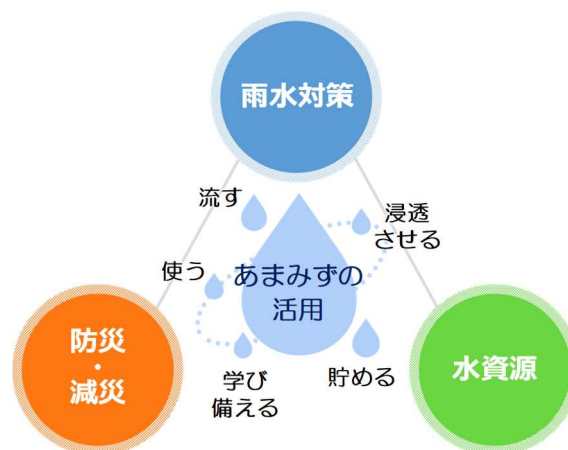 雨水対策
流す
浸透
させる
使う
あまみずの
活用
防災
・
減災
学び
備える
貯める
水資源